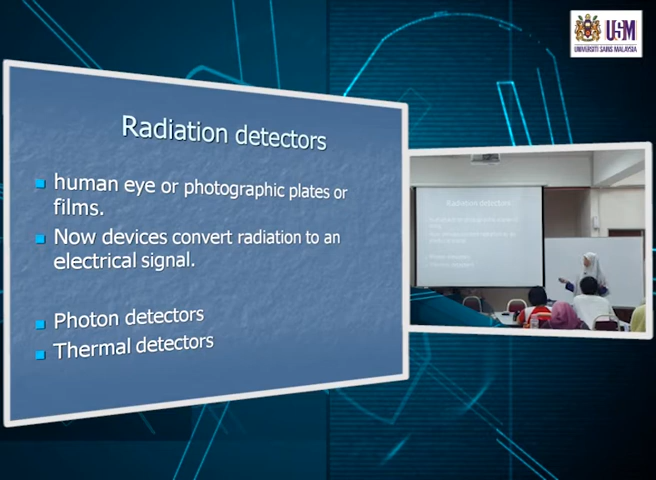 USM
UNIVERSITI SAINS MALAYSIA
Radiation detectors
human eye or photographic plates or
films.
Now devices convert radiation to an
electrical signal.
Photon detectors
Thermal detectors
Radiation detectors